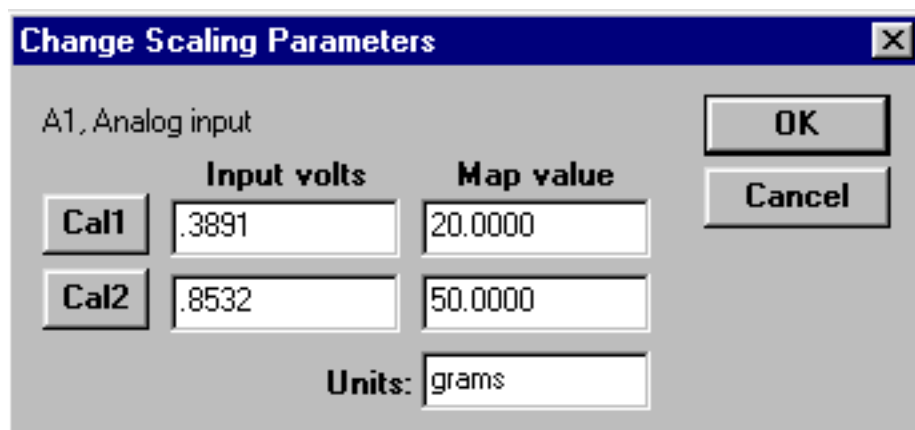 Change Scaling Parameters
A1, Analog input
OK
Input volts Map value
Cancel
Cal1 .3891 20.0000
Cal2 .8532 50.0000
Units: grams